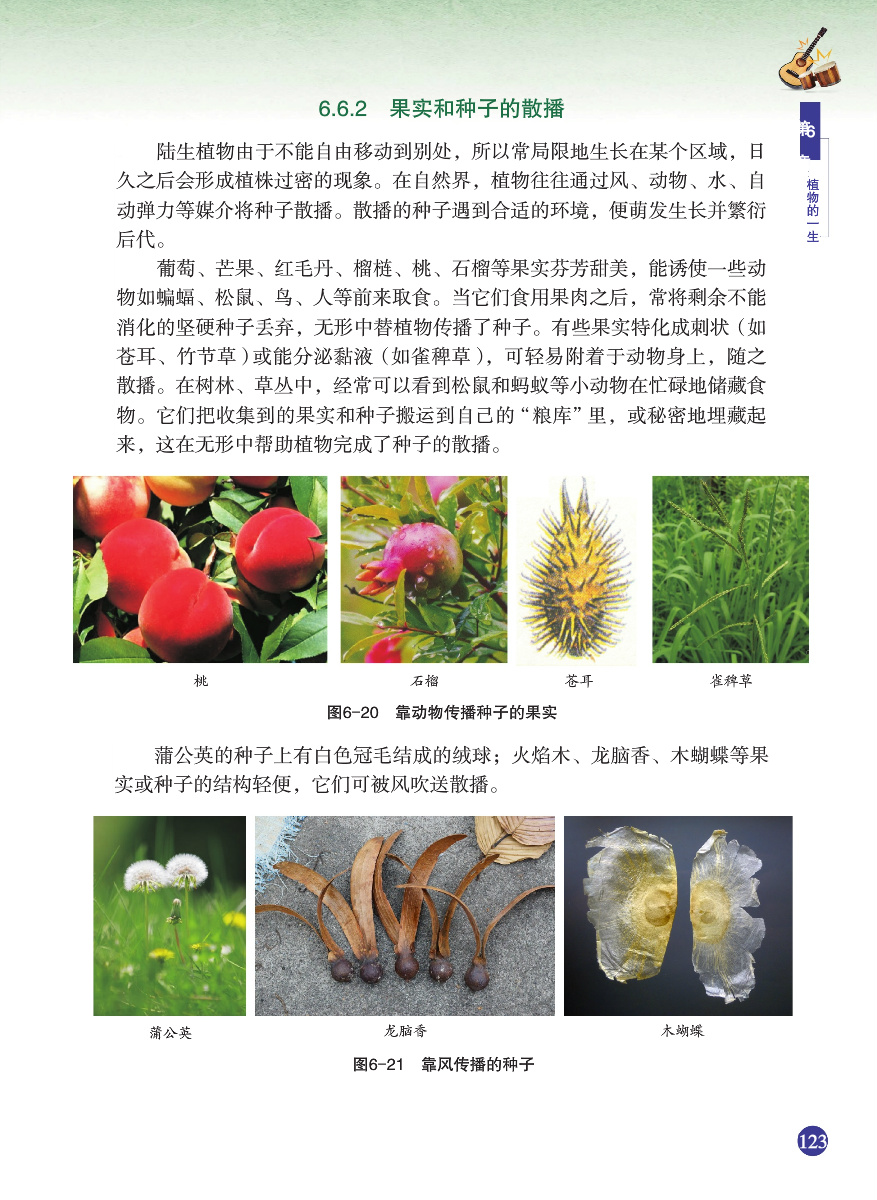 6.6.2 果实和种子的散播
第6章
植物的一生
陆生植物由于不能自由移动到别处，所以常局限地生长在某个区域，日
久之后会形成植株过密的现象。在自然界，植物往往通过风、动物、水、自
动弹力等媒介将种子散播。散播的种子遇到合适的环境，便萌发生长并繁衍
后代。
葡萄、芒果、红毛丹、榴梿、桃、石榴等果实芬芳甜美，能诱使一些动
物如蝙蝠、松鼠、鸟、人等前来取食。当它们食用果肉之后，常将剩余不能
消化的坚硬种子丢弃，无形中替植物传播了种子。有些果实特化成刺状（如
苍耳、竹节草）或能分泌黏液（如雀稗草），可轻易附着于动物身上，随之
散播。在树林、草丛中，经常可以看到松鼠和蚂蚁等小动物在忙碌地储藏食
物。它们把收集到的果实和种子搬运到自己的“粮库”里，或秘密地埋藏起
来，这在无形中帮助植物完成了种子的散播。
桃 石榴 苍耳 雀稗草
图6-20 靠动物传播种子的果实
蒲公英的种子上有白色冠毛结成的绒球；火焰木、龙脑香、木蝴蝶等果
实或种子的结构轻便，它们可被风吹送散播。
蒲公英 龙脑香 木蝴蝶
图6-21 靠风传播的种子
123